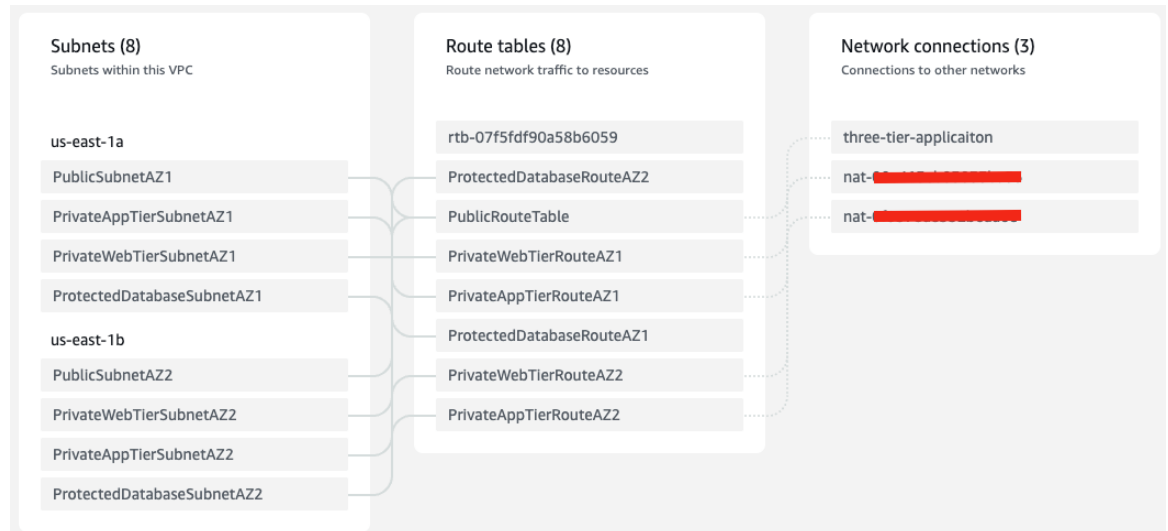 Subnets (8)
Subnets within this VPC
us-east-1a
PublicSubnetAZ1
PrivateAppTierSubnetAZ1
PrivateWebTierSubnetAZ1
ProtectedDatabaseSubnetAZ1
us-east-1b
PublicSubnetAZ2
PrivateWebTierSubnetAZ2
PrivateAppTierSubnetAZ2
ProtectedDatabaseSubnetAZ2
Route tables (8)
Route network traffic to resources
rtb-07f5fdf90a58b6059
ProtectedDatabaseRouteAZ2
PublicRouteTable
PrivateWebTierRouteAZ1
PrivateAppTierRouteAZ1
ProtectedDatabaseRouteAZ1
PrivateWebTierRouteAZ2
PrivateAppTierRouteAZ2
Network connections (3)
Connections to other networks
three-tier-applicaiton
nat-
nat-